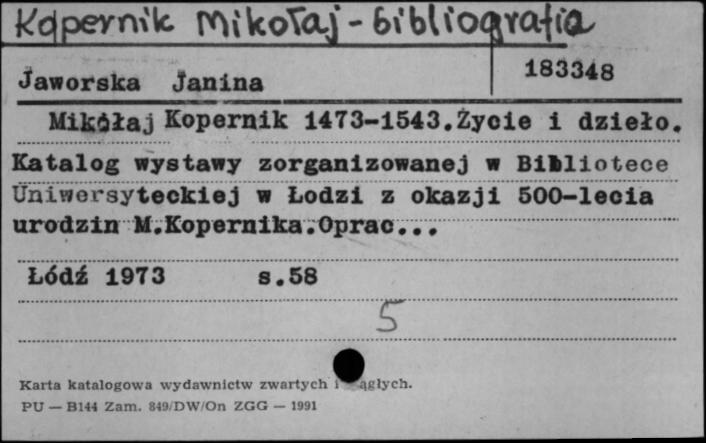 Kopernik Mikołaj - bibliografia
Jaworska Janina 183348
Mikołaj Kopernik 1473-1543.Życie i dzieło.
Katalog wystawy zorganizowanej w Bibliotece
Uniwersyteckiej w Łodzi z okazji 500-lecia
urodzin M.Kopernika.Oprac...
Łódź 1973 s.58
5
Karta katalogowa wydawnictw zwartych
PU — B144 Zam. 849/DW/On ZGG — 1991